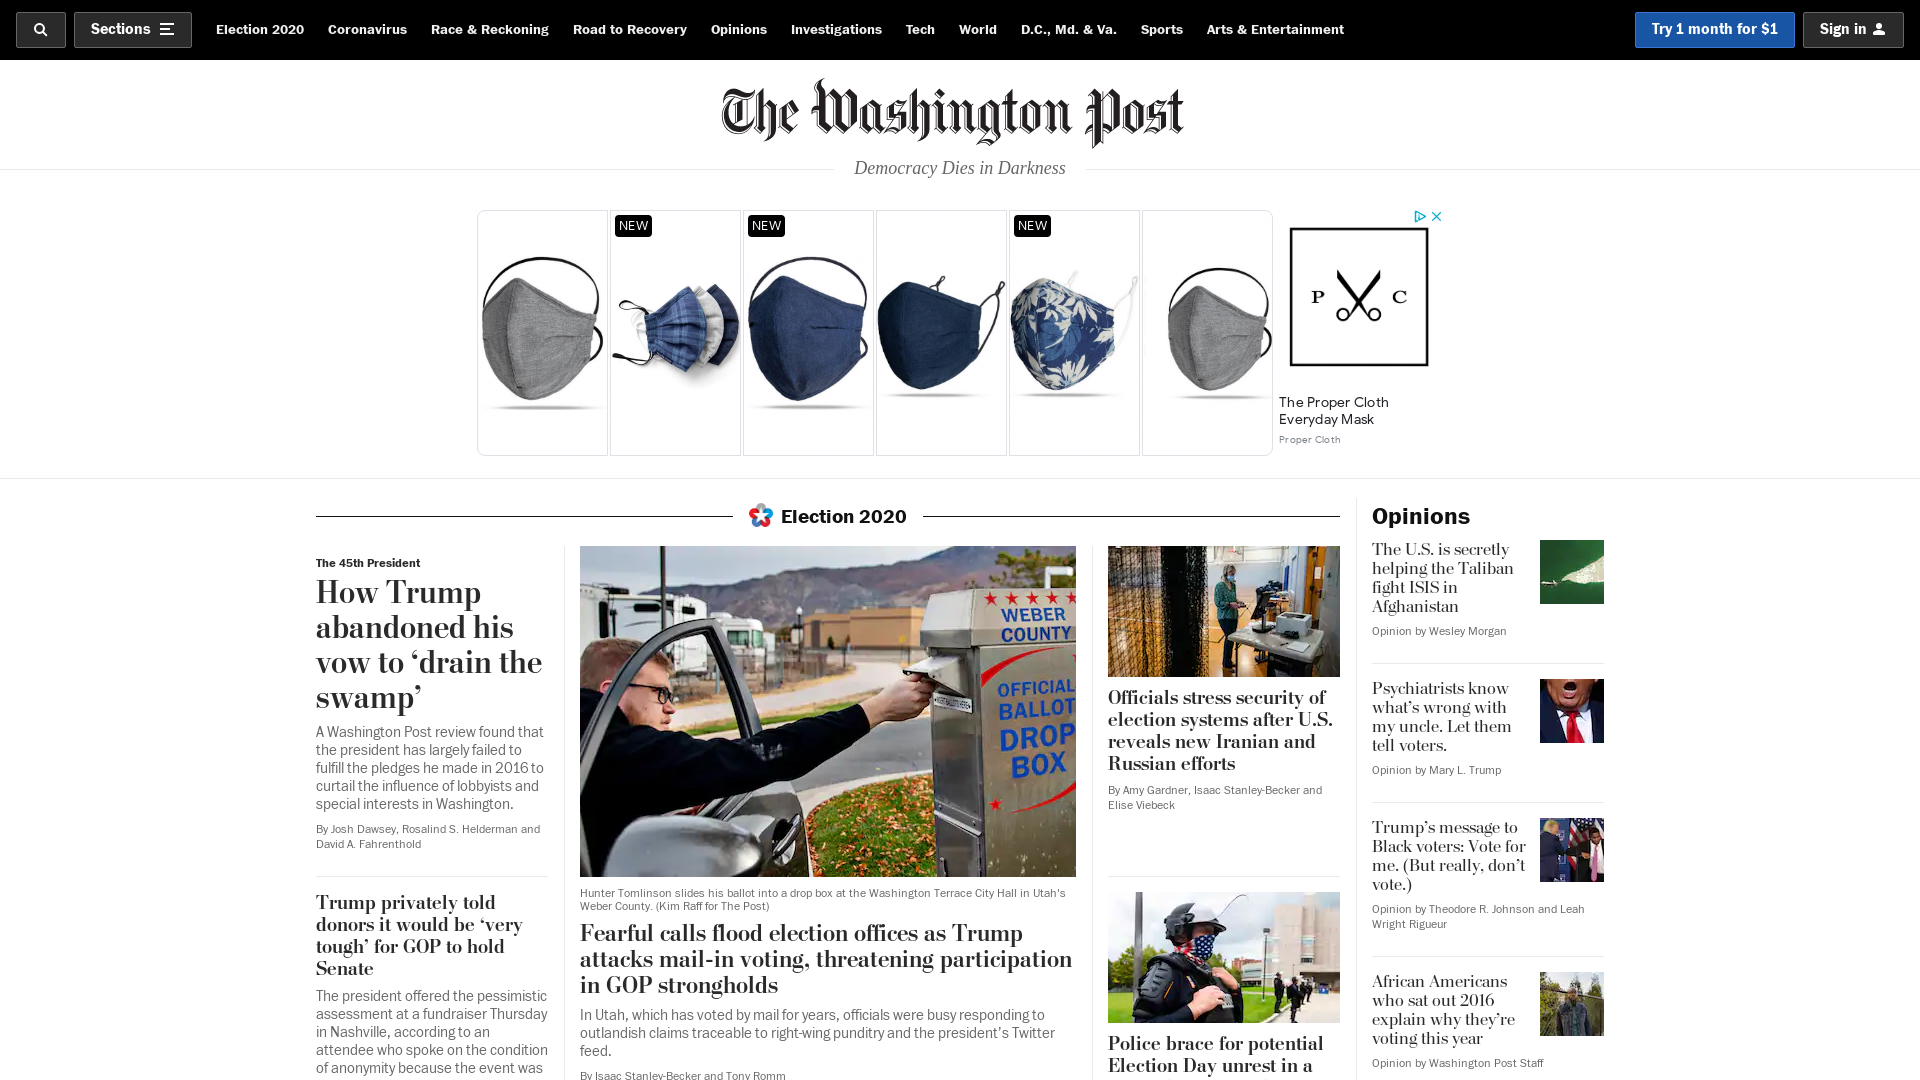 Sections
Election 2020
Coronavirus
Race & Reckoning
Road to Recovery
Opinions
Investigations
Tech
World
D.C., Md. & Va.
Sports
Arts & Entertainment
Try 1 month for $1
Sign in
The Washington Post
Democracy Dies in Darkness
NEW
NEW
NEW
P C
The Proper Cloth
Everyday Mask
Proper Cloth
Election 2020
The 45th President
How Trump
abandoned his
vow to ‘drain the
swamp’
A Washington Post review found that
the president has largely failed to
fulfill the pledges he made in 2016 to
curtail the influence of lobbyists and
special interests in Washington.
By Josh Dawsey, Rosalind S. Helderman and
David A. Fahrenthold
Trump privately told
donors it would be ‘very
tough’ for GOP to hold
Senate
The president offered the pessimistic
assessment at a fundraiser Thursday
in Nashville, according to an
attendee who spoke on the condition
of anonymity because the event was
WEBER
COUNTY
OFFICIAL
BALLOT
DROP
BOX
Hunter Tomlinson slides his ballot into a drop box at the Washington Terrace City Hall in Utah's
Weber County. (Kim Raff for The Post)
Fearful calls flood election offices as Trump
attacks mail-in voting, threatening participation
in GOP strongholds
In Utah, which has voted by mail for years, officials were busy responding to
outlandish claims traceable to right-wing punditry and the president’s Twitter
feed.
By Isaac Stanley-Becker and Tony Romm
Officials stress security of
election systems after U.S.
reveals new Iranian and
Russian efforts
By Amy Gardner, Isaac Stanley-Becker and
Elise Viebeck
Police brace for potential
Election Day unrest in a
Opinions
The U.S. is secretly
helping the Taliban
fight ISIS in
Afghanistan
Opinion by Wesley Morgan
Psychiatrists know
what’s wrong with
my uncle. Let them
tell voters.
Opinion by Mary L. Trump
Trump’s message to
Black voters: Vote for
me. (But really, don’t
vote.)
Opinion by Theodore R. Johnson and Leah
Wright Rigueur
African Americans
who sat out 2016
explain why they’re
voting this year
Opinion by Washington Post Staff